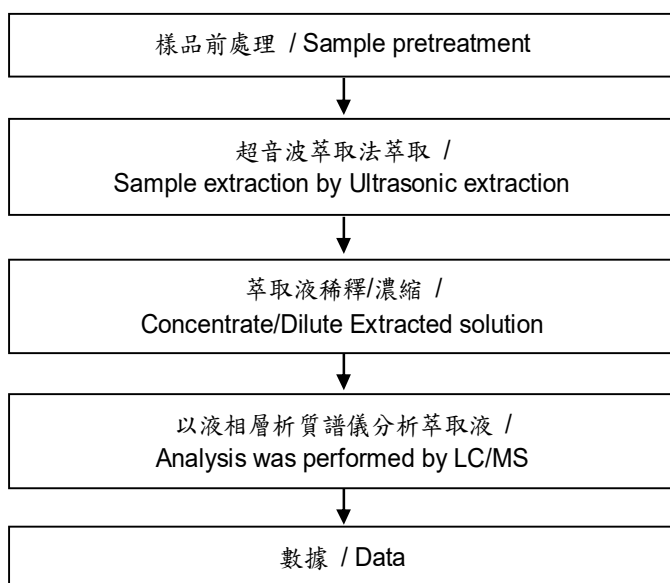 樣品前處理 / Sample pretreatment
超音波萃取法萃取 /
Sample extraction by Ultrasonic extraction
萃取液稀釋/濃縮 /
Concentrate/Dilute Extracted solution
以液相層析質譜儀分析萃取液 /
Analysis was performed by LC/MS
數據 / Data